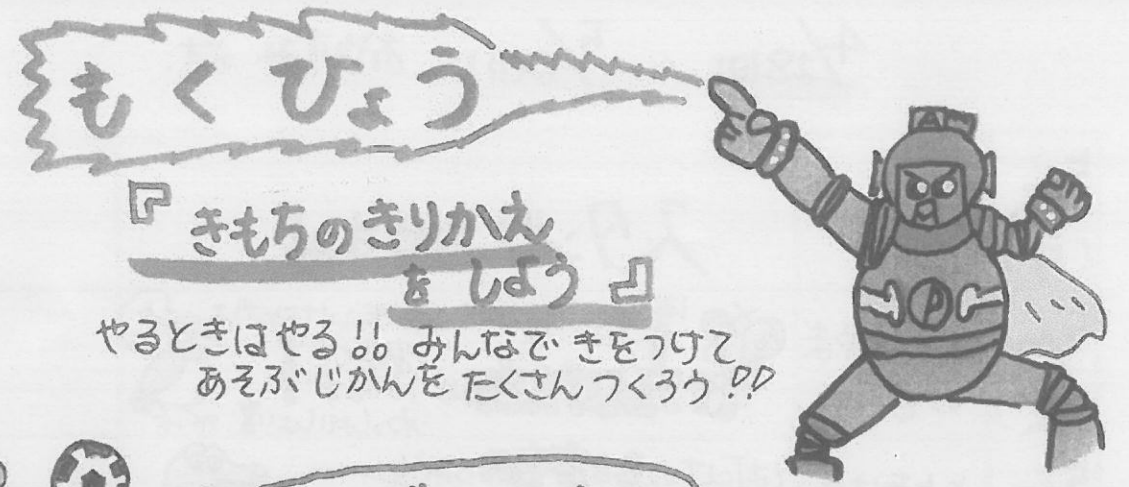 もくひょう
『きもちのきりかえ
をしよう』
やるときはやる!! みんなで きをつけて
あそぶじかんを たくさん つくろう!!
P